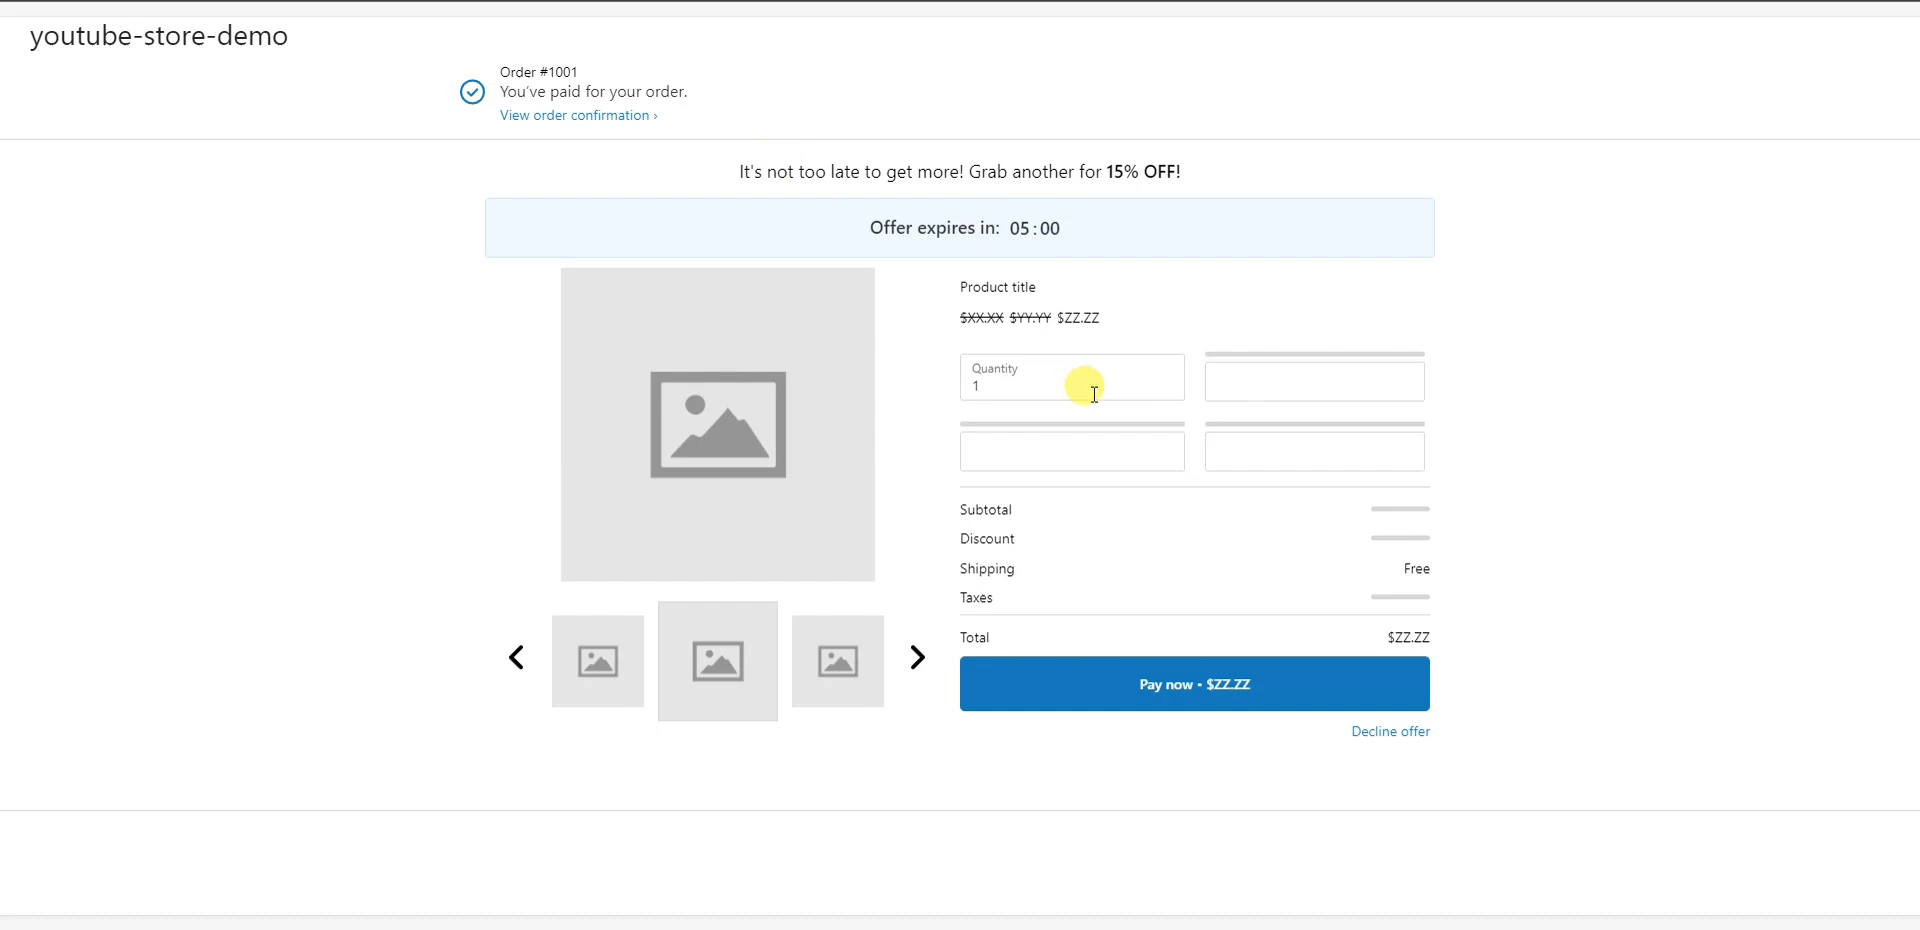 youtube-store-demo
Order #1001
You've paid for your order.
View order confirmation ›
It's not too late to get more! Grab another for 15% OFF!
Offer expires in: 05:00
Product title
$XX.XX $YY.YY $ZZ.ZZ
Quantity
1
Subtotal
Discount
Shipping Free
Taxes
Total $ZZ.ZZ
Pay now • $ZZ.ZZ
Decline offer